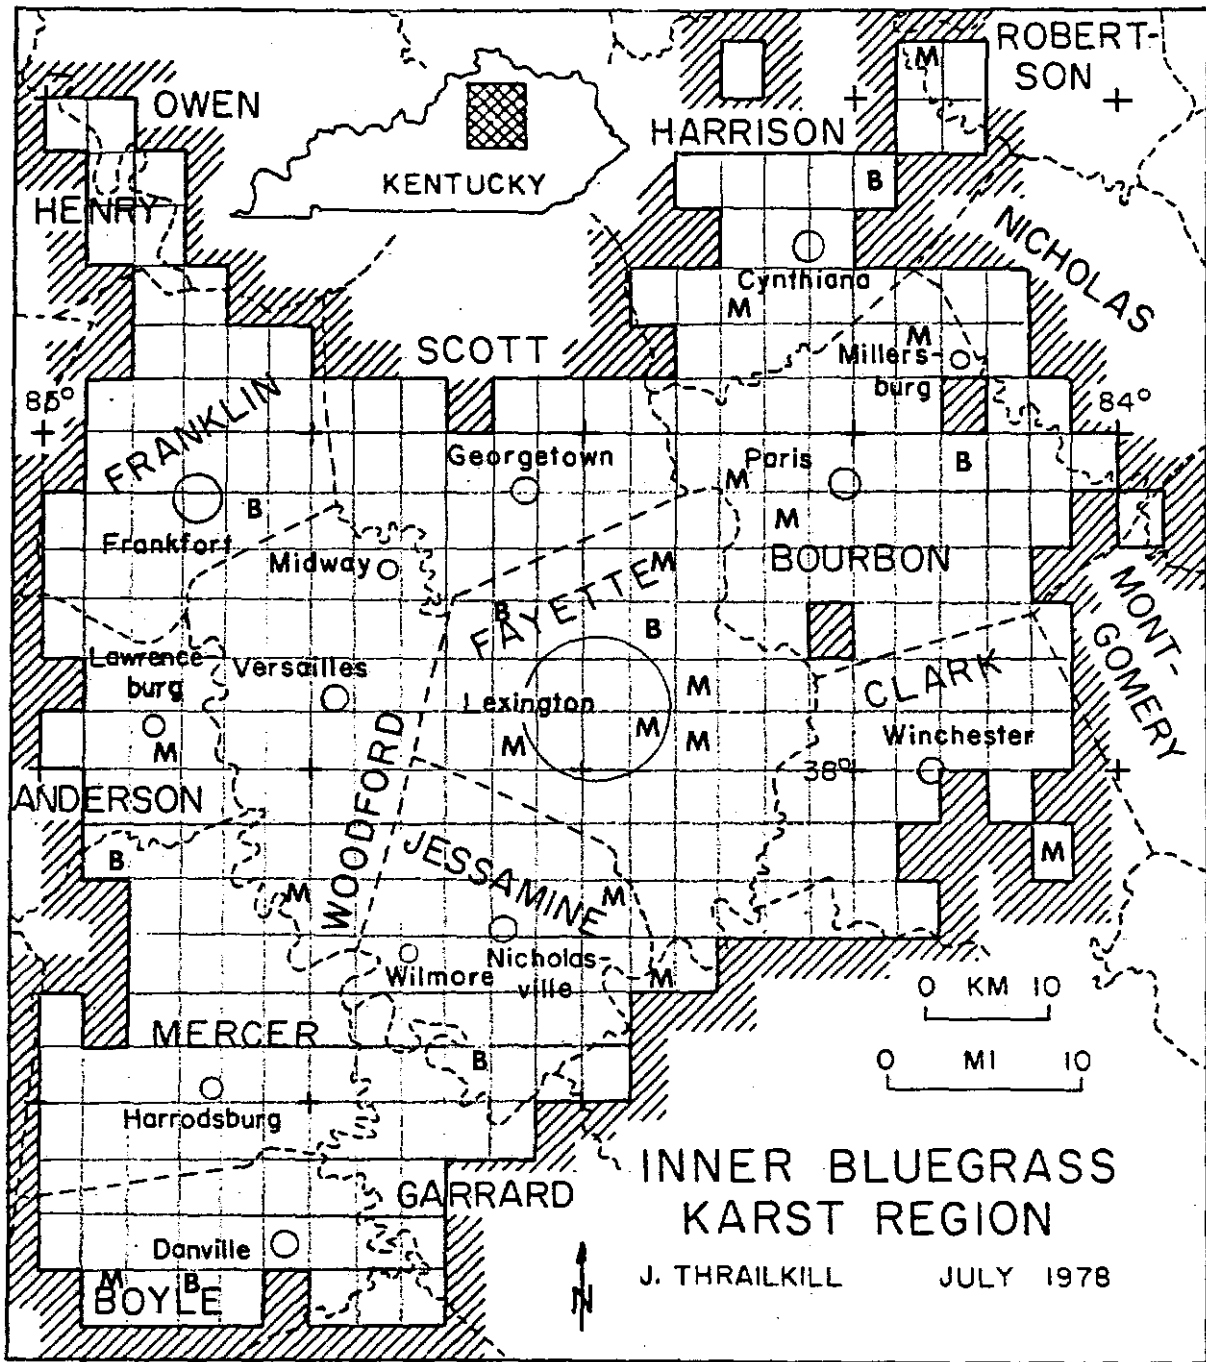 ROBERT-
SON
M
OWEN
HARRISON
KENTUCKY
B
HENRY
NICHOLAS
Cynthiana
M
M
SCOTT
Millers-
burg
85°
84°
FRANKLIN
Georgetown
Paris
B
M
B
M
Frankfort
Midway
M
BOURBON
FAYETTE
B
B
MONT-
GOMERY
Lawrence
burg
Versailles
M
CLARK
Lexington
M
M
M
M
Winchester
WOODFORD
38°
ANDERSON
B
JESSAMINE
M
M
M
Nicholas-
ville
Wilmore
M
0 KM 10
MERCER
B
0 MI 10
Harrodsburg
INNER BLUEGRASS
KARST REGION
GARRARD
Danville
M
B
BOYLE
N
J. THRAILKILL JULY 1978